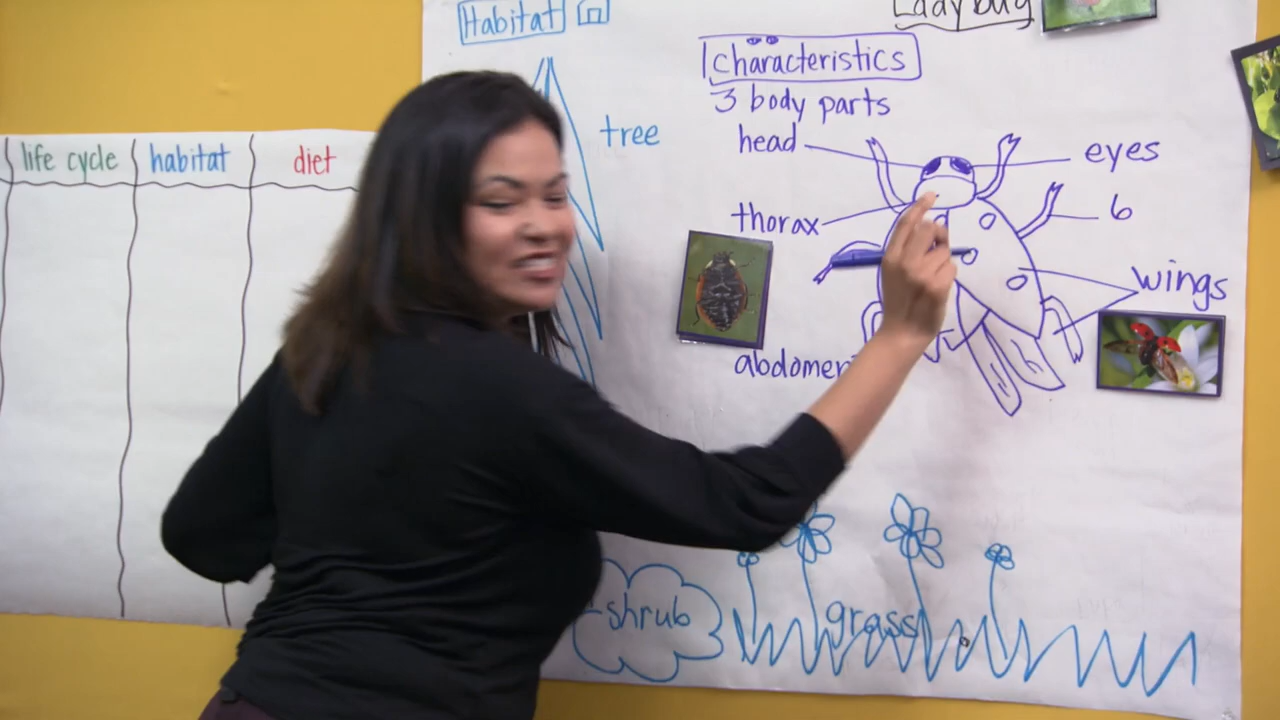 life cycle
habitat
diet
Habitat
Ladybug
characteristics
3 body parts
tree
head
eyes
thorax
6
wings
abdomen
shrub
grass